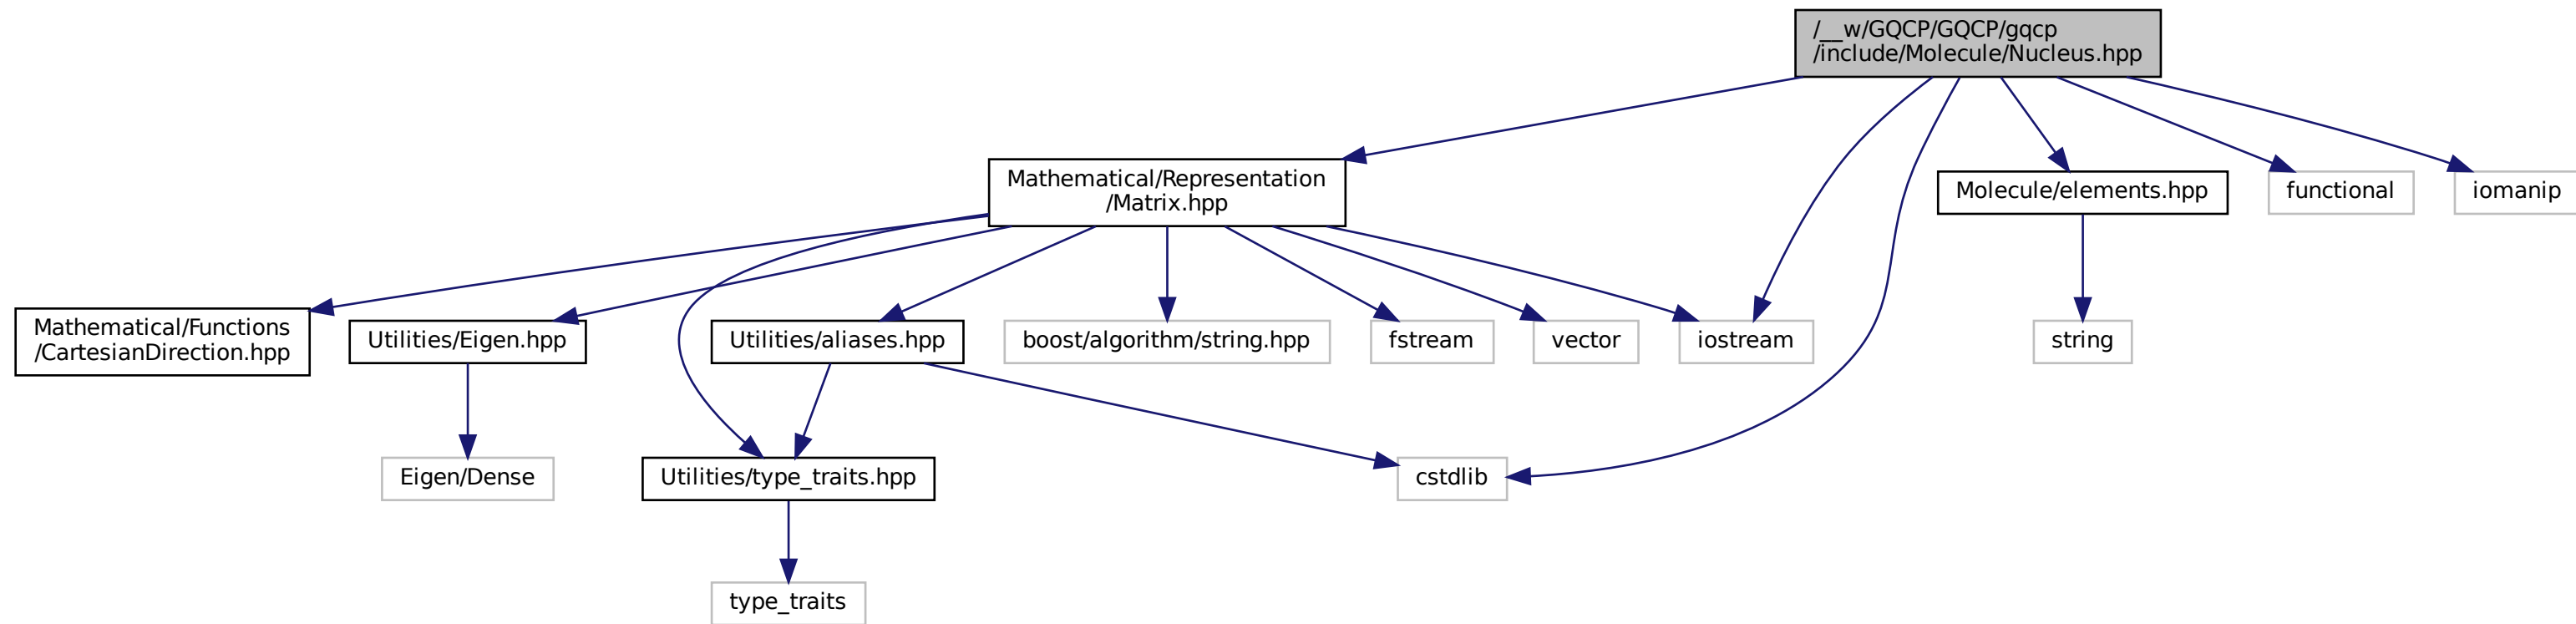 /__w/GQCP/GQCP/gqcp
/include/Molecule/Nucleus.hpp
Mathematical/Representation
/Matrix.hpp
Molecule/elements.hpp
functional
iomanip
Mathematical/Functions
/CartesianDirection.hpp
Utilities/Eigen.hpp
Utilities/aliases.hpp
boost/algorithm/string.hpp
fstream
vector
iostream
string
Eigen/Dense
Utilities/type_traits.hpp
cstdlib
type_traits